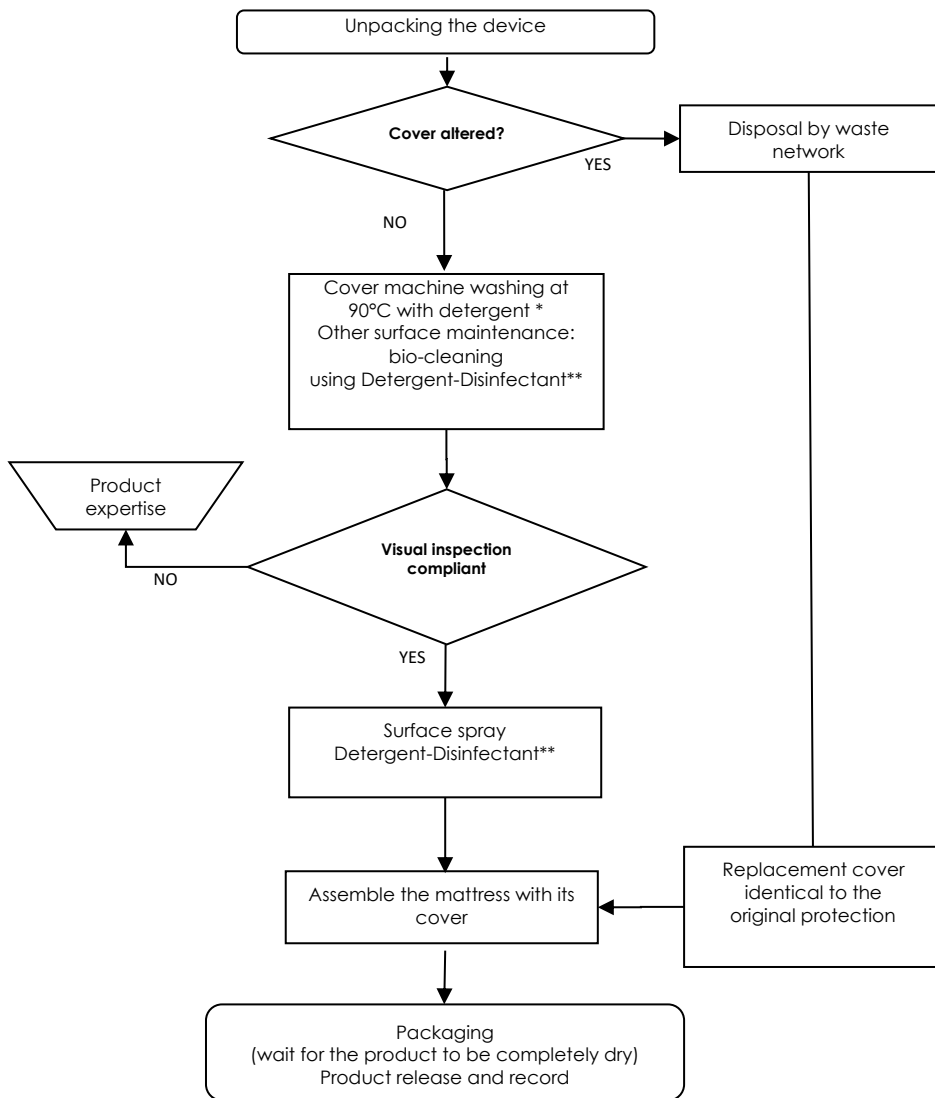 Unpacking the device
Cover altered?
YES
Disposal by waste
network
NO
Cover machine washing at
90°C with detergent *
Other surface maintenance:
bio-cleaning
using Detergent-Disinfectant**
Product
expertise
NO
Visual inspection
compliant
YES
Surface spray
Detergent-Disinfectant**
Replacement cover
identical to the
original protection
Assemble the mattress with its
cover
Packaging
(wait for the product to be completely dry)
Product release and record